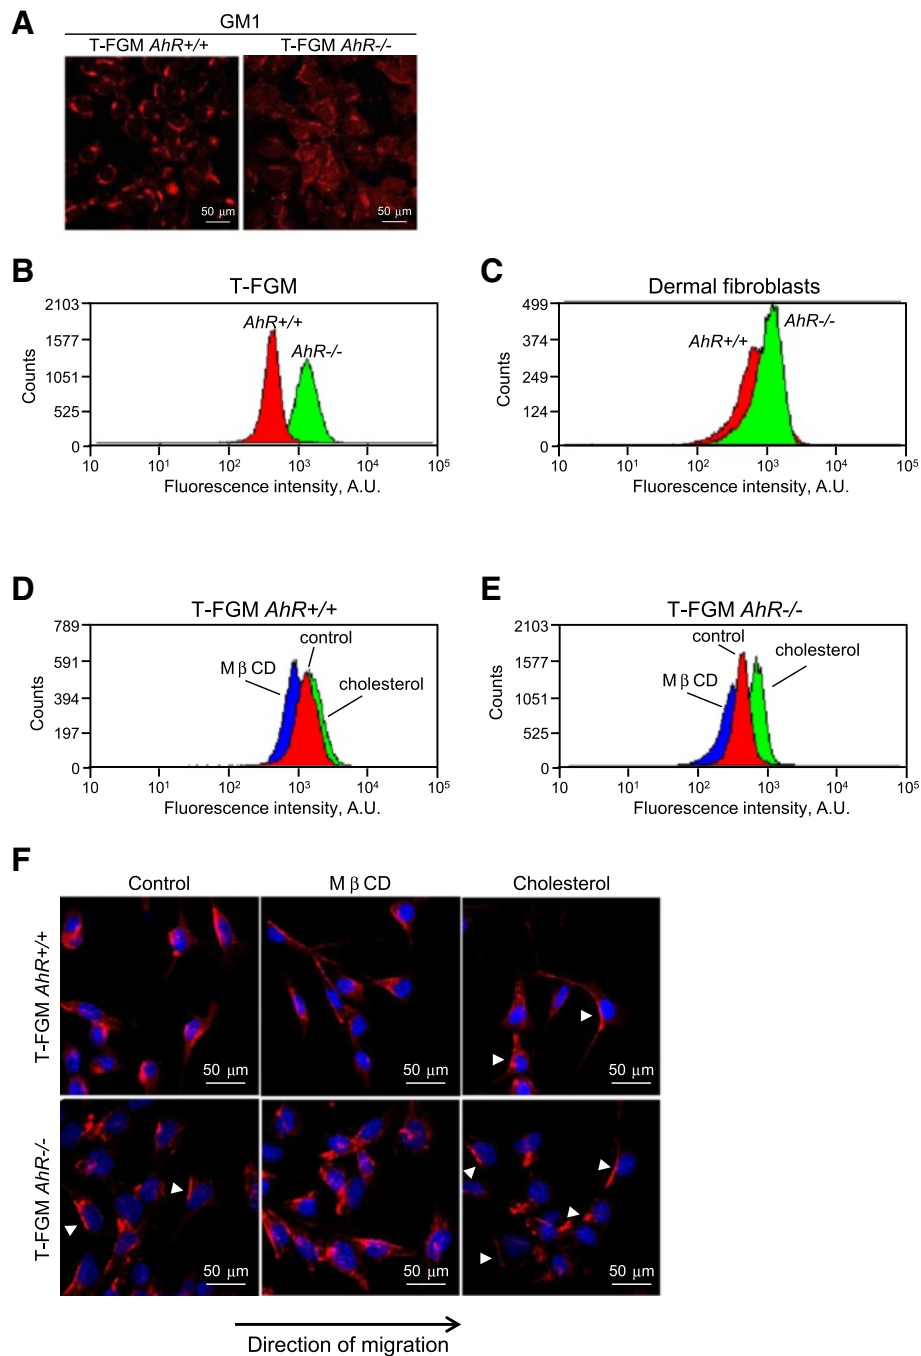 A
GM1
T-FGM AhR+/+ T-FGM AhR-/-
50 μm 50 μm
B
T-FGM
2103
1577
1051
525
0
Counts
AhR+/+
AhR-/-
10 10¹ 10² 10³ 10⁴ 10⁵
Fluorescence intensity, A.U.
C
Dermal fibroblasts
499
374
249
124
0
Counts
AhR+/+
AhR-/-
10 10¹ 10² 10³ 10⁴ 10⁵
Fluorescence intensity, A.U.
D
T-FGM AhR+/+
789
591
394
197
0
Counts
control
M β CD
cholesterol
10 10¹ 10² 10³ 10⁴ 10⁵
Fluorescence intensity, A.U.
E
T-FGM AhR-/-
2103
1577
1051
525
0
Counts
control
cholesterol
M β CD
10 10¹ 10² 10³ 10⁴ 10⁵
Fluorescence intensity, A.U.
F
Control M β CD Cholesterol
T-FGM AhR+/+
50 μm 50 μm 50 μm
T-FGM AhR-/-
50 μm 50 μm 50 μm
Direction of migration